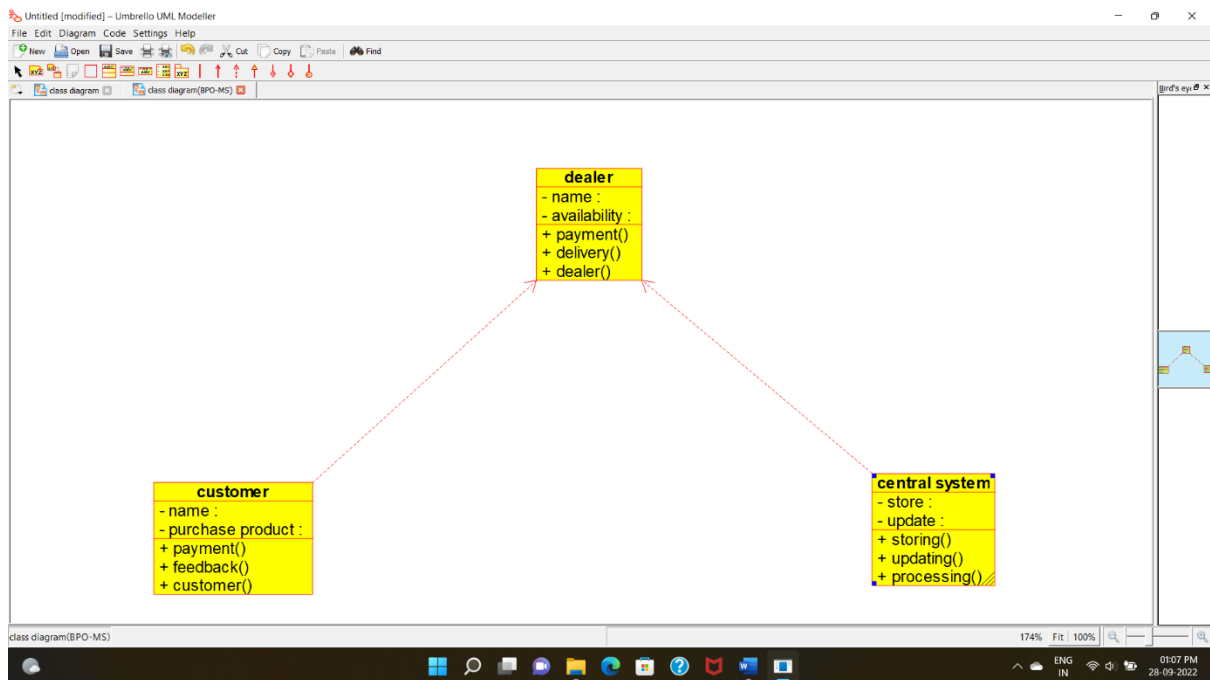 Untitled [modified] – Umbrello UML Modeller
File Edit Diagram Code Settings Help
New Open Save Cut Copy Paste Find
class diagram class diagram(BPO-MS)
Bird's eye
dealer
- name :
- availability :
+ payment()
+ delivery()
+ dealer()
customer
- name :
- purchase product :
+ payment()
+ feedback()
+ customer()
central system
- store :
- update :
+ storing()
+ updating()
+ processing()
class diagram(BPO-MS)
174% Fit 100%
ENG
IN
01:07 PM
28-09-2022